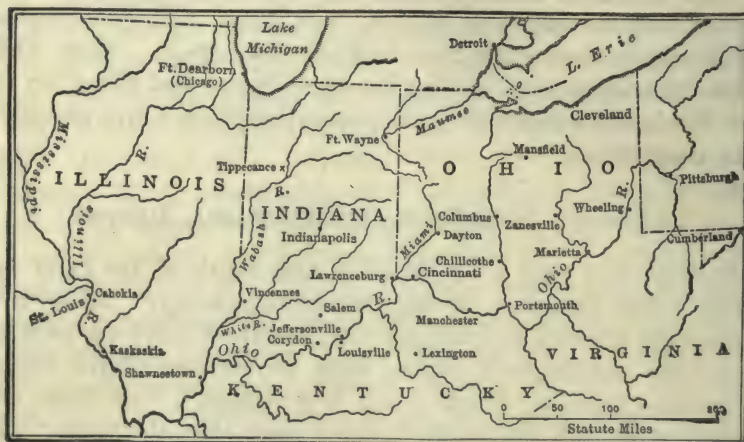 Lake
Michigan
Detroit
L. Erie
Ft. Dearborn
(Chicago)
Mississippi
Maumee
Cleveland
Ft. Wayne
Mansfield
Tippecanoe
R.
OHIO
R.
ILLINOIS
R.
Pittsburgh
Illinois
INDIANA
Columbus
Zanesville
Wheeling
Wabash
Indianapolis
Miami
Dayton
Marietta
Cumberland
Chillicothe
Lawrenceburg
Cincinnati
Ohio
Cahokia
Vincennes
R.
St. Louis
R.
Salem
Portsmouth
White R.
Jeffersonville
Manchester
Kaskaskia
Corydon
Ohio
Louisville
Lexington
VIRGINIA
Shawneetown
KENTUCKY
0 50 100 200
Statute Miles